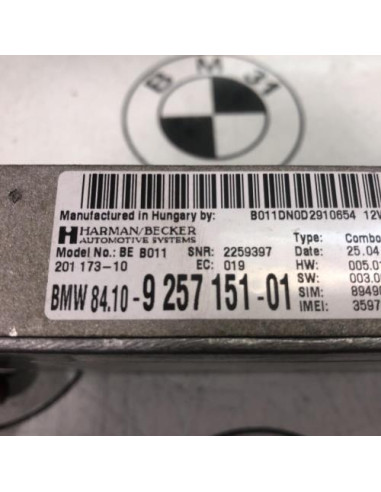 B M 31
Manufactured in Hungary by: B011DN0D2910654 12V
HARMAN/BECKER Type: Combo
AUTOMOTIVE SYSTEMS
Model No.: BE B011 SNR: 2259397 Date: 25.04
201 173-10 EC: 019 HW: 005.0
SW: 003.0
BMW 84.10 - 9 257 151 - 01 SIM: 8949
IMEI: 3597